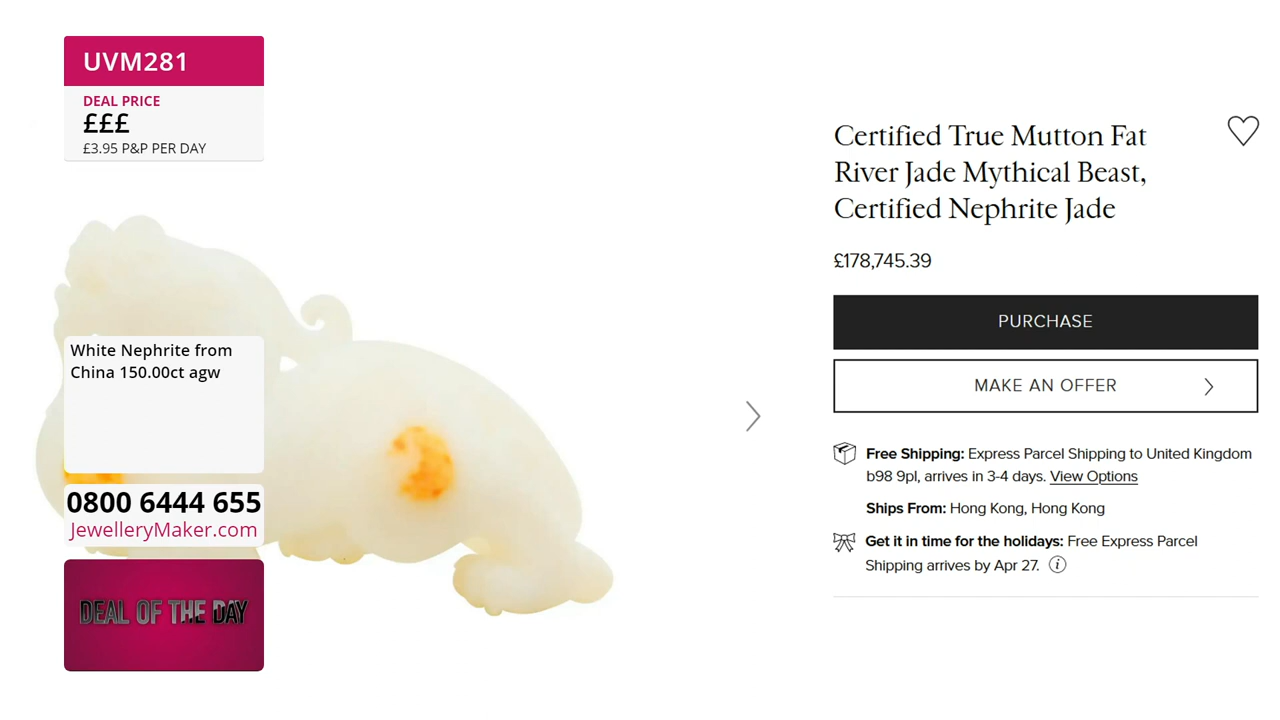 UVM281
DEAL PRICE
£££
£3.95 P&P PER DAY
White Nephrite from
China 150.00ct agw
0800 6444 655
JewelleryMaker.com
DEAL OF THE DAY
Certified True Mutton Fat
River Jade Mythical Beast,
Certified Nephrite Jade
£178,745.39
PURCHASE
MAKE AN OFFER
Free Shipping: Express Parcel Shipping to United Kingdom
b98 9pl, arrives in 3-4 days. View Options
Ships From: Hong Kong, Hong Kong
Get it in time for the holidays: Free Express Parcel
Shipping arrives by Apr 27.